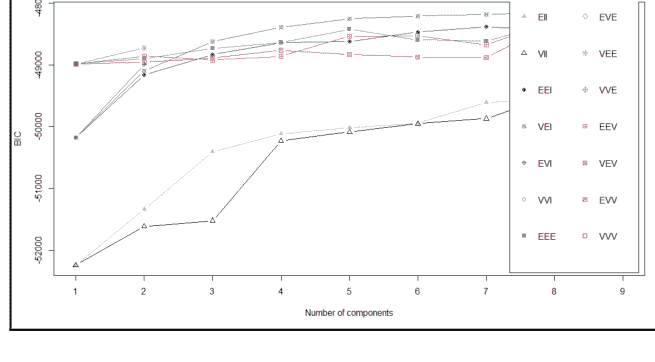 -48000
-49000
-50000
-51000
-52000
BIC
1 2 3 4 5 6 7 8 9
Number of components
EII EVE
VII VEE
EEI VVE
VEI EEV
EVI VEV
VVI EVV
EEE VVV